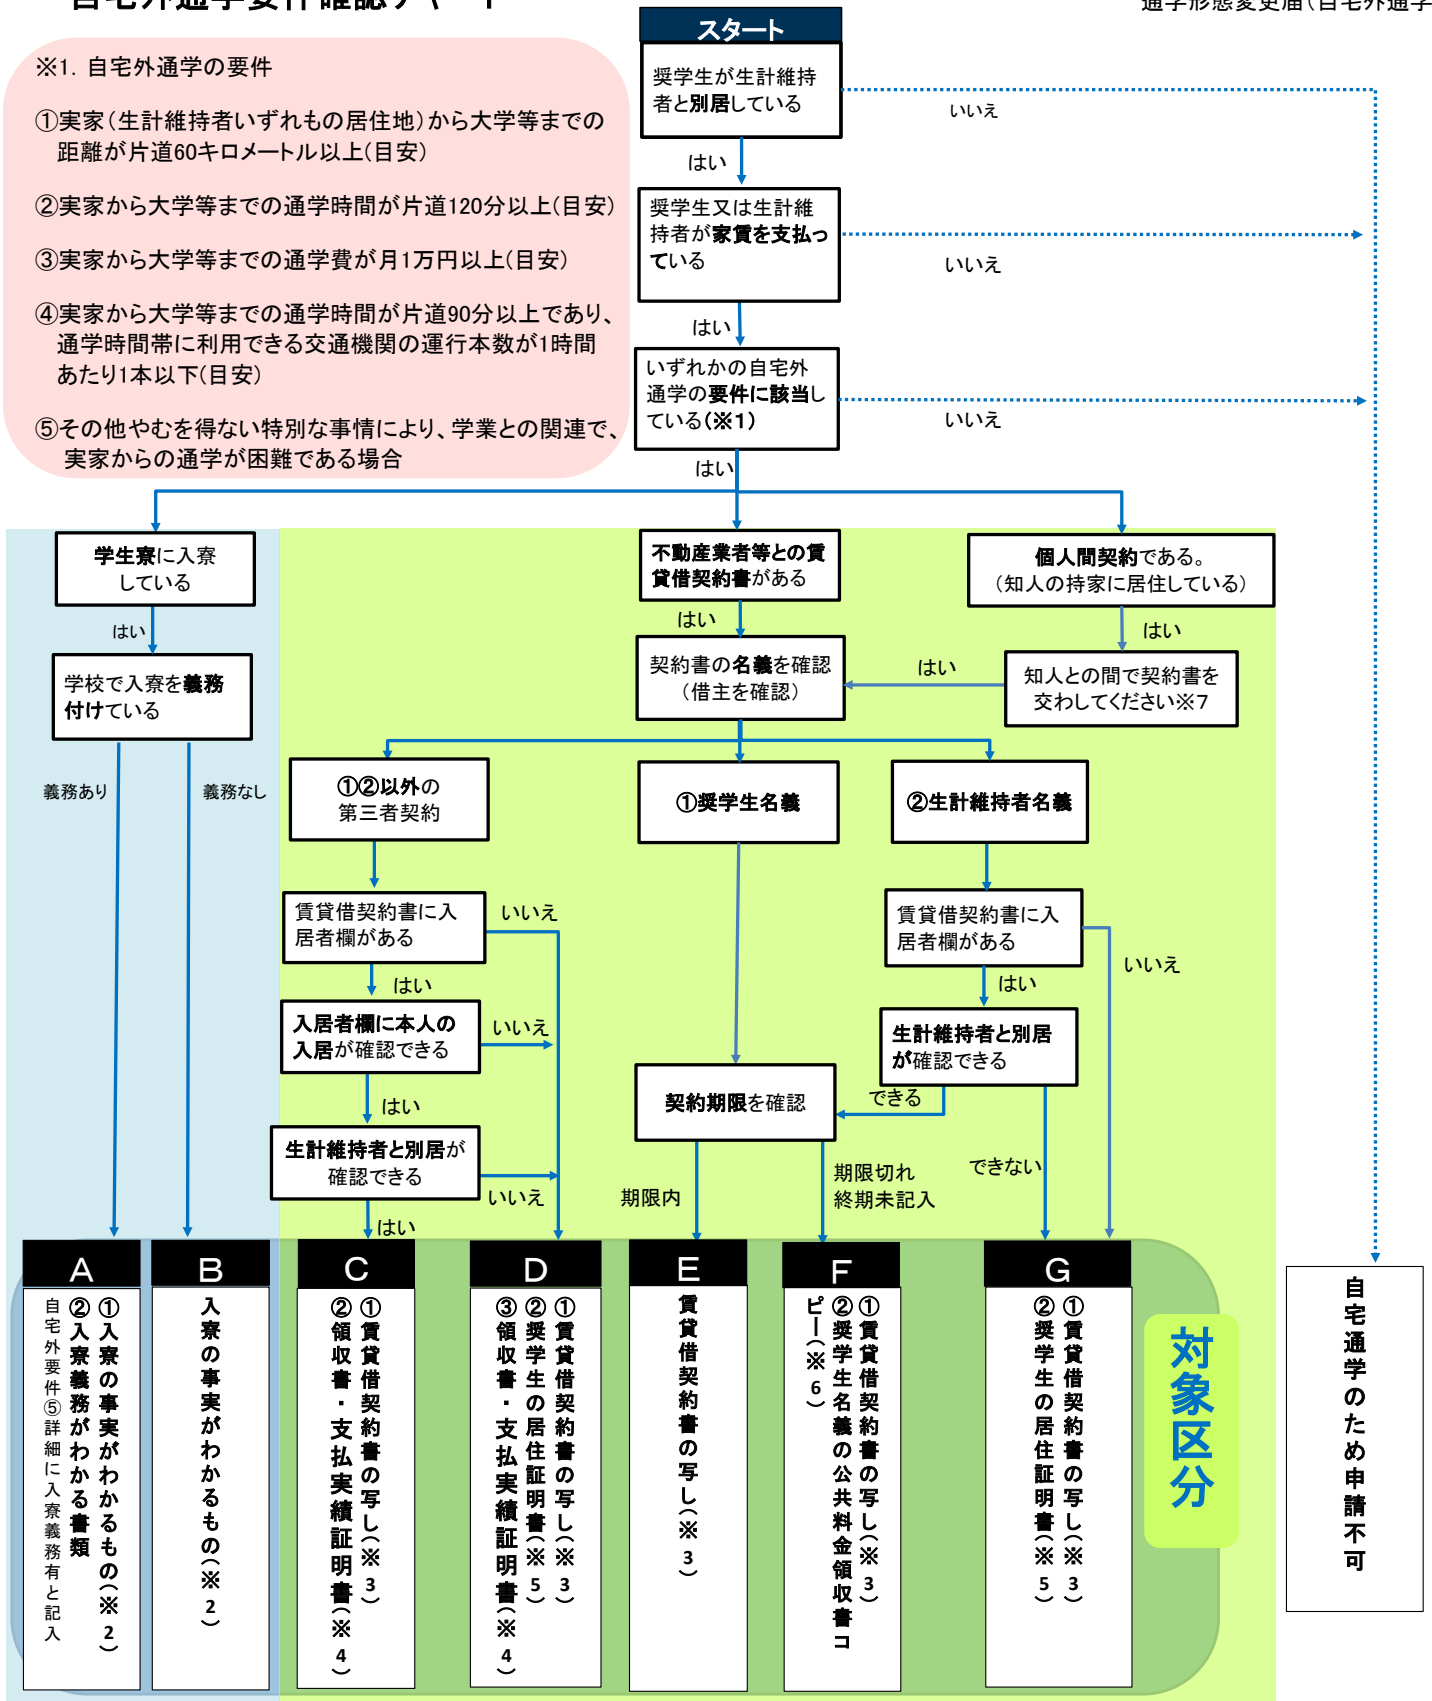 自宅外通学要件確認チャート
通学形態変更届（自宅外通学
※1．自宅外通学の要件
①実家（生計維持者いずれもの居住地）から大学等までの
距離が片道60キロメートル以上（目安）
②実家から大学等までの通学時間が片道120分以上（目安）
③実家から大学等までの通学費が月1万円以上（目安）
④実家から大学等までの通学時間が片道90分以上であり、
通学時間帯に利用できる交通機関の運行本数が1時間
あたり1本以下（目安）
⑤その他やむを得ない特別な事情により、学業との関連で、
実家からの通学が困難である場合
スタート
奨学生が生計維持
者と別居している
いいえ
はい
奨学生又は生計維
持者が家賃を支払っ
ている
いいえ
はい
いずれかの自宅外
通学の要件に該当し
ている（※1）
いいえ
はい
学生寮に入寮
している
はい
学校で入寮を義務
付けている
義務あり
義務なし
不動産業者等との賃
貸借契約書がある
はい
契約書の名義を確認
（借主を確認）
個人間契約である。
（知人の持家に居住している）
はい
知人との間で契約書を
交わしてください※7
はい
①②以外の
第三者契約
①奨学生名義
②生計維持者名義
賃貸借契約書に入
居者欄がある
いいえ
はい
入居者欄に本人の
入居が確認できる
いいえ
はい
生計維持者と別居が
確認できる
いいえ
はい
賃貸借契約書に入
居者欄がある
いいえ
はい
生計維持者と別居
が確認できる
できる
できない
契約期限を確認
期限内
期限切れ
終期未記入
A
①入寮の事実がわかるもの（※2）
②入寮義務がわかる書類
自宅外要件⑤詳細に入寮義務有と記入
B
入寮の事実がわかるもの（※2）
C
①賃貸借契約書の写し（※3）
②領収書・支払実績証明書（※4）
D
①賃貸借契約書の写し（※3）
②奨学生の居住証明書（※5）
③領収書・支払実績証明書（※4）
E
賃貸借契約書の写し（※3）
F
①賃貸借契約書の写し（※3）
②奨学生名義の公共料金領収書コ
ピー（※6）
G
①賃貸借契約書の写し（※3）
②奨学生の居住証明書（※5）
対象区分
自宅通学のため申請不可